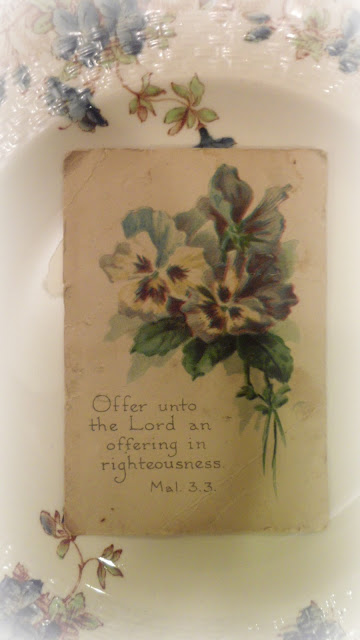 Offer unto
the Lord an
offering in
righteousness.
Mal. 3.3.